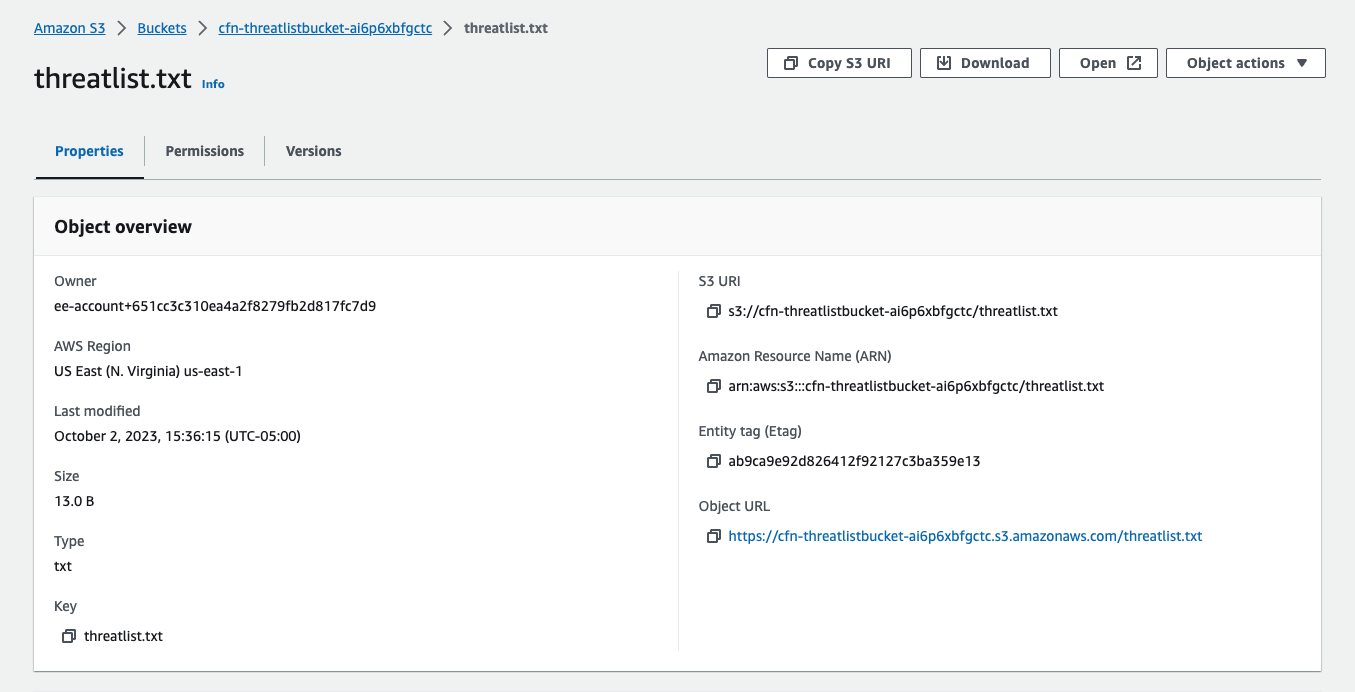 Amazon S3 > Buckets > cfn-threatlistbucket-ai6p6xbfgctc > threatlist.txt
threatlist.txt Info
Copy S3 URI Download Open Object actions
Properties Permissions Versions
Object overview
Owner
ee-account+651cc3c310ea4a2f8279fb2d817fc7d9
AWS Region
US East (N. Virginia) us-east-1
Last modified
October 2, 2023, 15:36:15 (UTC-05:00)
Size
13.0 B
Type
txt
Key
threatlist.txt
S3 URI
s3://cfn-threatlistbucket-ai6p6xbfgctc/threatlist.txt
Amazon Resource Name (ARN)
arn:aws:s3:::cfn-threatlistbucket-ai6p6xbfgctc/threatlist.txt
Entity tag (Etag)
ab9ca9e92d826412f92127c3ba359e13
Object URL
https://cfn-threatlistbucket-ai6p6xbfgctc.s3.amazonaws.com/threatlist.txt